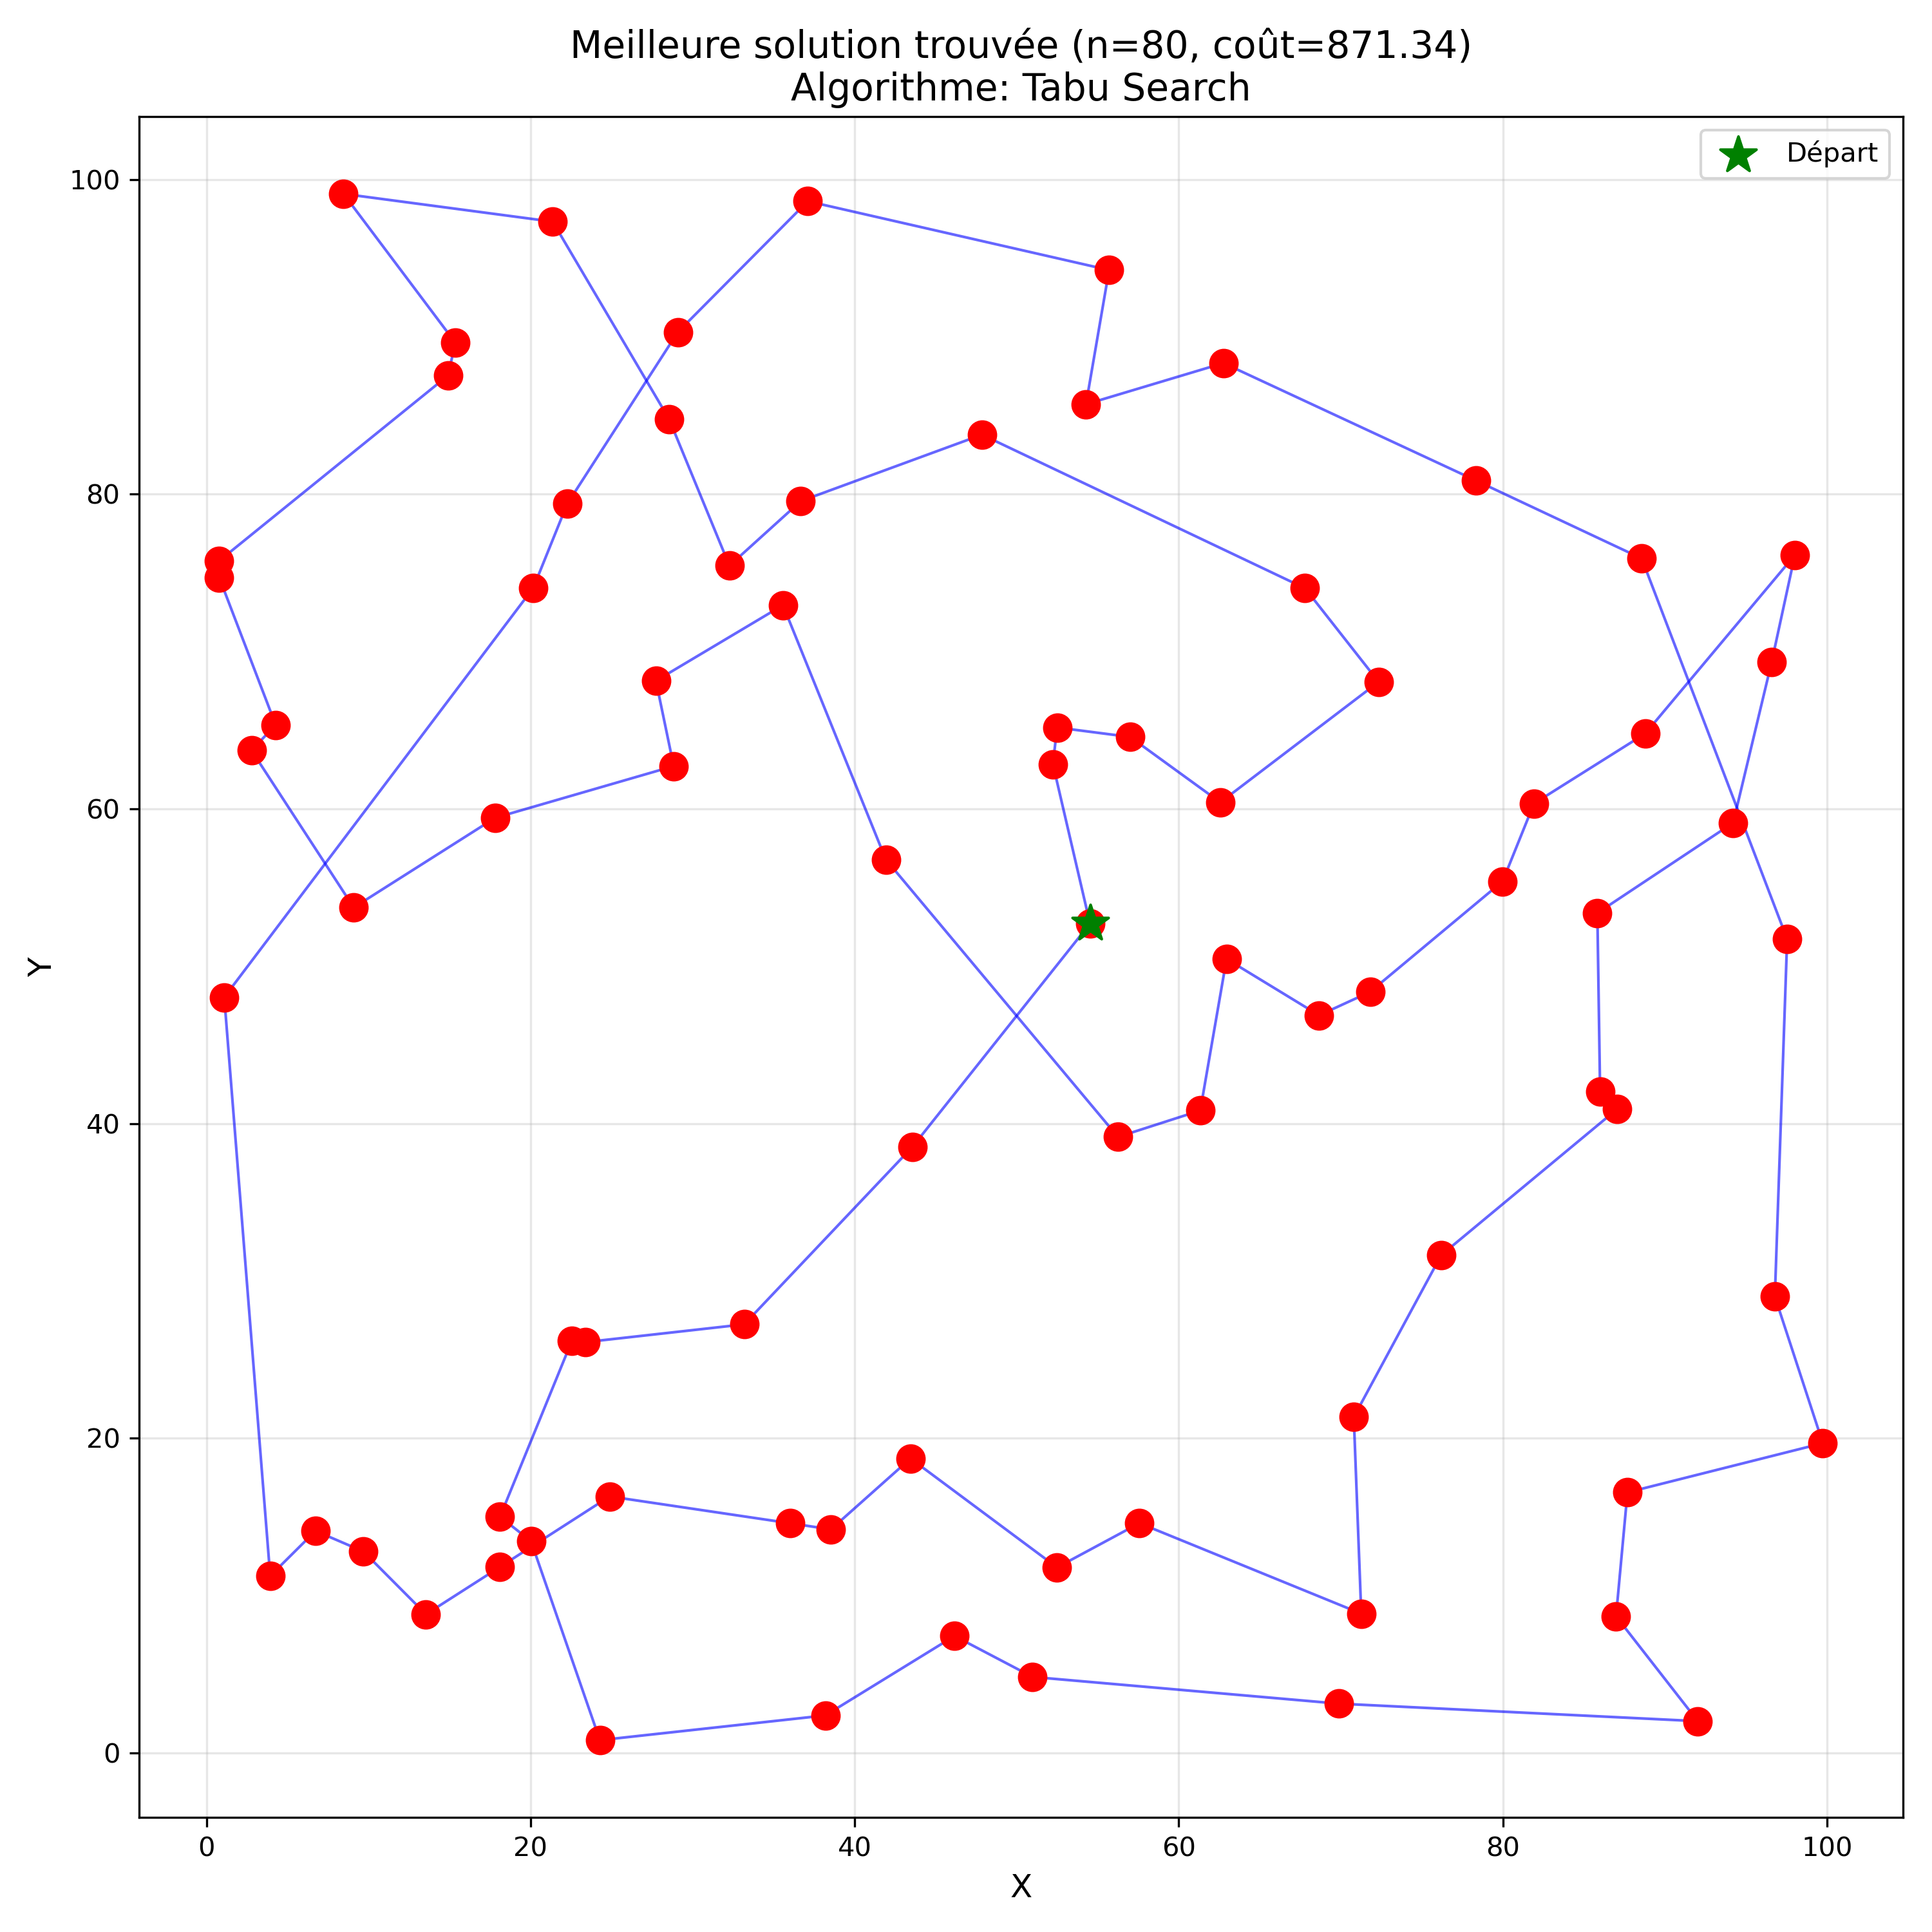 Meilleure solution trouvée (n=80, coût=871.34)
Algorithme: Tabu Search
Départ
100
80
60
40
20
0
Y
0 20 40 60 80 100
X